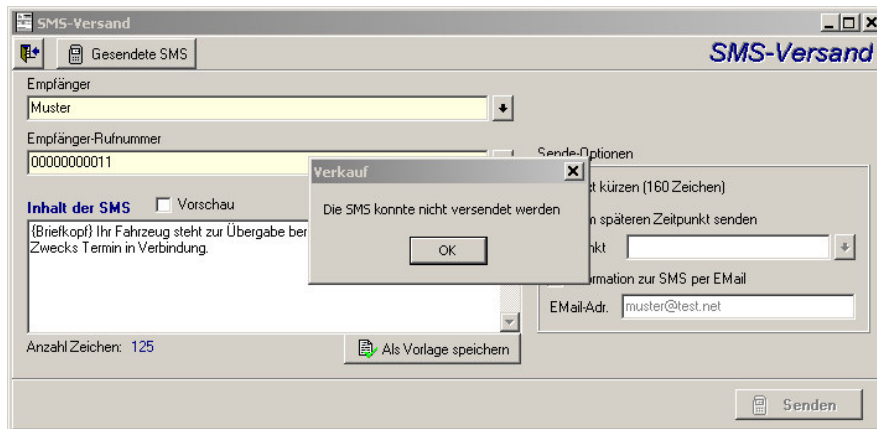 SMS-Versand
Gesendete SMS
SMS-Versand
Empfänger
Muster
Empfänger-Rufnummer
00000000011
Sende-Optionen
Verkauf
kürzen (160 Zeichen)
Die SMS konnte nicht versendet werden
Inhalt der SMS Vorschau
späteren Zeitpunkt senden
{Briefkopf} Ihr Fahrzeug steht zur Übergabe
Zwecks Termin in Verbindung.
OK
zur SMS per EMail
EMail-Adr. muster@test.net
Anzahl Zeichen: 125
Als Vorlage speichern
Senden